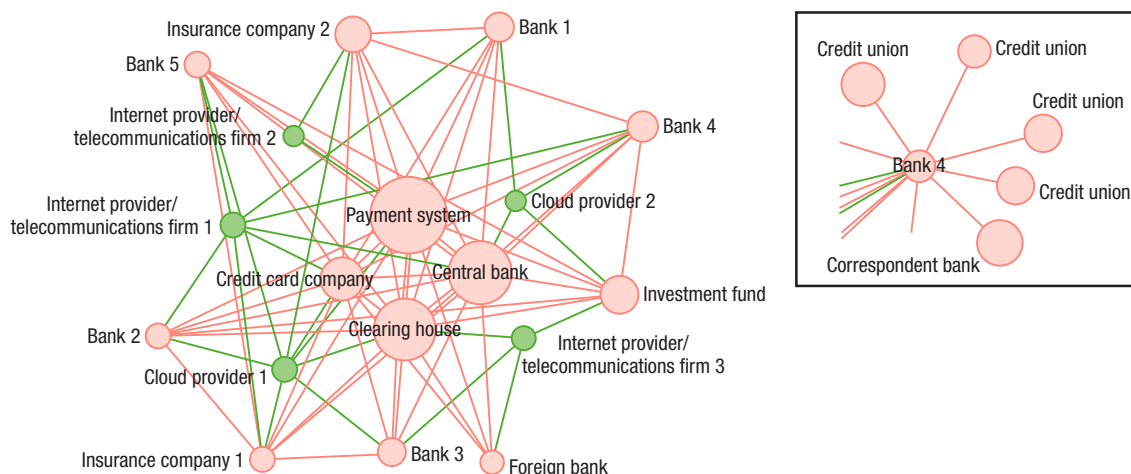 Insurance company 2
Bank 1
Bank 5
Internet provider/
telecommunications firm 2
Bank 4
Internet provider/
telecommunications firm 1
Payment system
Cloud provider 2
Credit card company
Central bank
Investment fund
Bank 2
Clearing house
Internet provider/
telecommunications firm 3
Cloud provider 1
Insurance company 1
Bank 3
Foreign bank
Credit union
Credit union
Credit union
Bank 4
Credit union
Correspondent bank